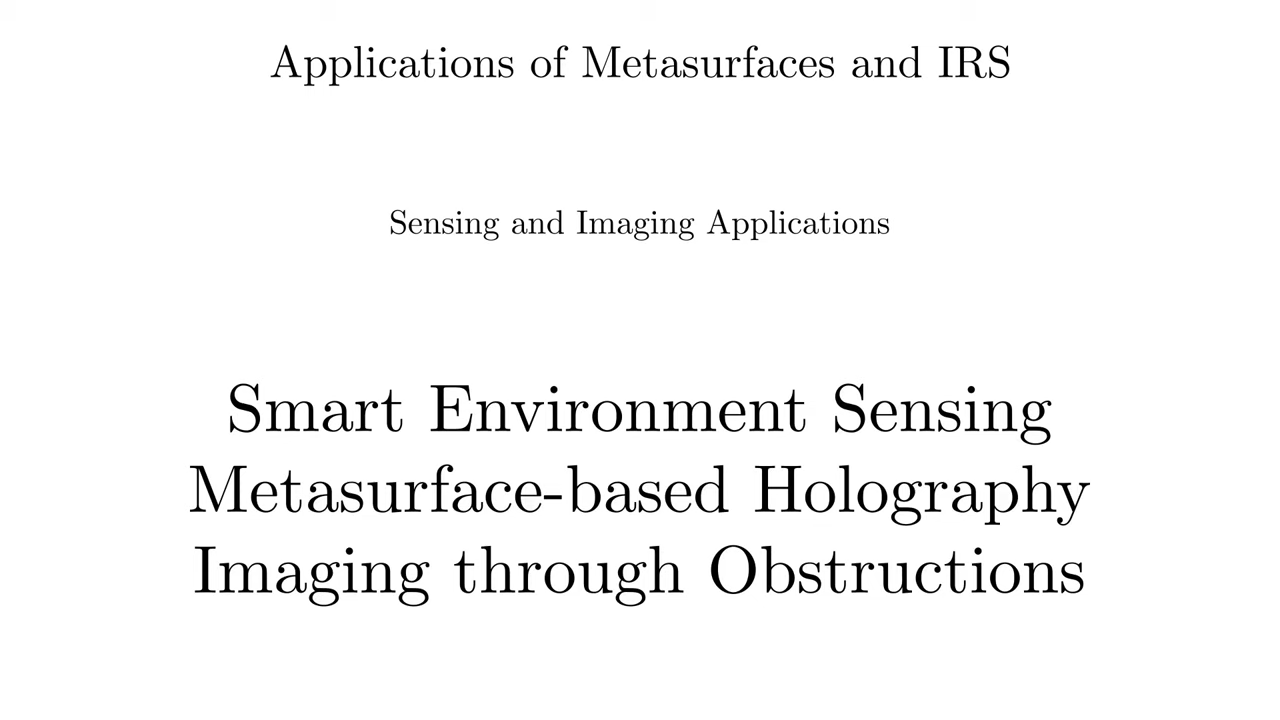 Applications of Metasurfaces and IRS
Sensing and Imaging Applications
Smart Environment Sensing
Metasurface-based Holography
Imaging through Obstructions